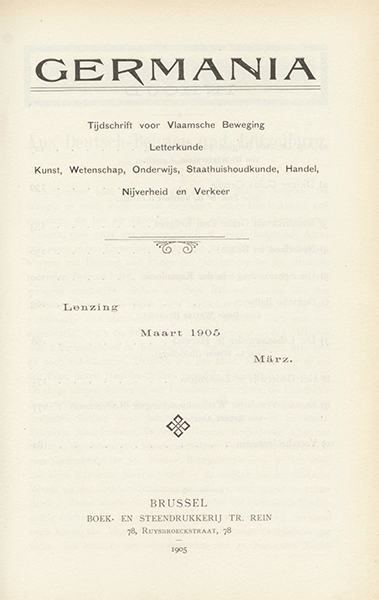 GERMANIA
Tijdschrift voor Vlaamsche Beweging
Letterkunde
Kunst, Wetenschap, Onderwijs, Staathuishoudkunde, Handel,
Nijverheid en Verkeer
Lenzing
Maart 1905
März.
BRUSSEL
BOEK- EN STEENDRUKKERIJ TR. REIN
78, RUYSBROECKSTRAAT, 78
1905